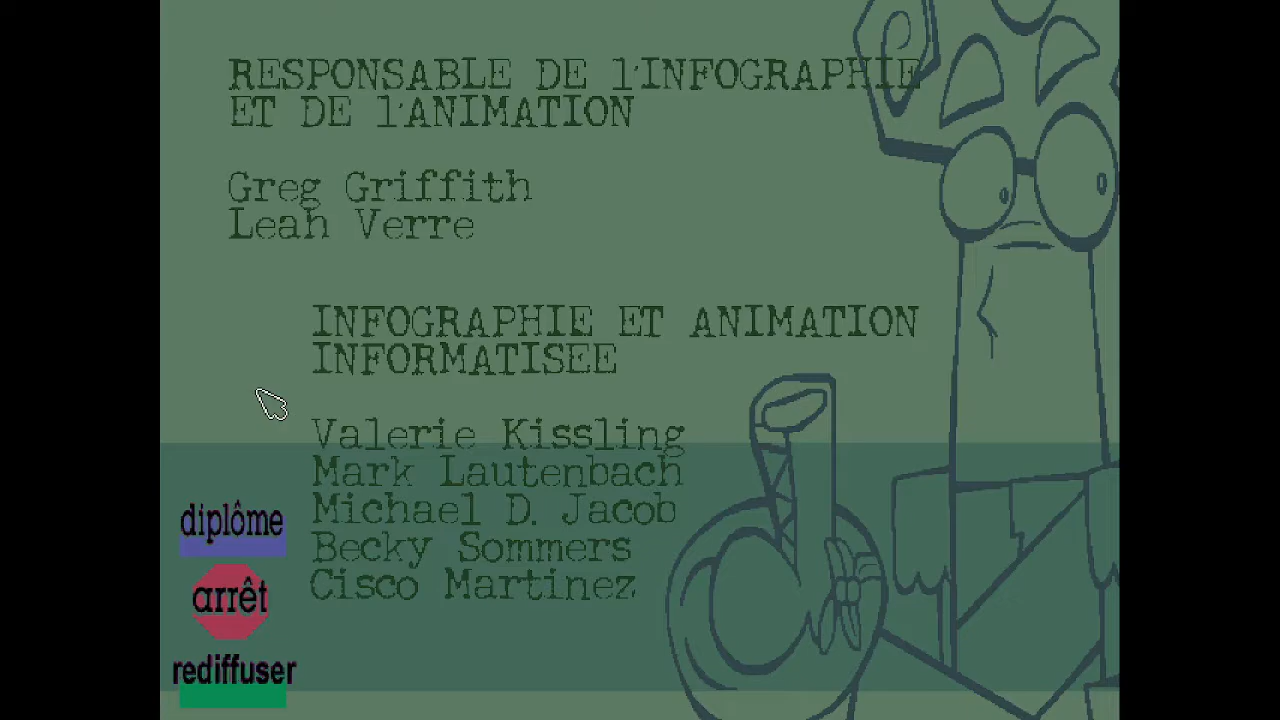 RESPONSABLE DE l'INFOGRAPHIE
ET DE l'ANIMATION
Greg Griffith
Leah Verre
INFOGRAPHIE ET ANIMATION
INFORMATISEE
Valerie Kissling
Mark Lautenbach
Michael D. Jacob
Becky Sommers
Cisco Martinez
diplôme
arrêt
rediffuser